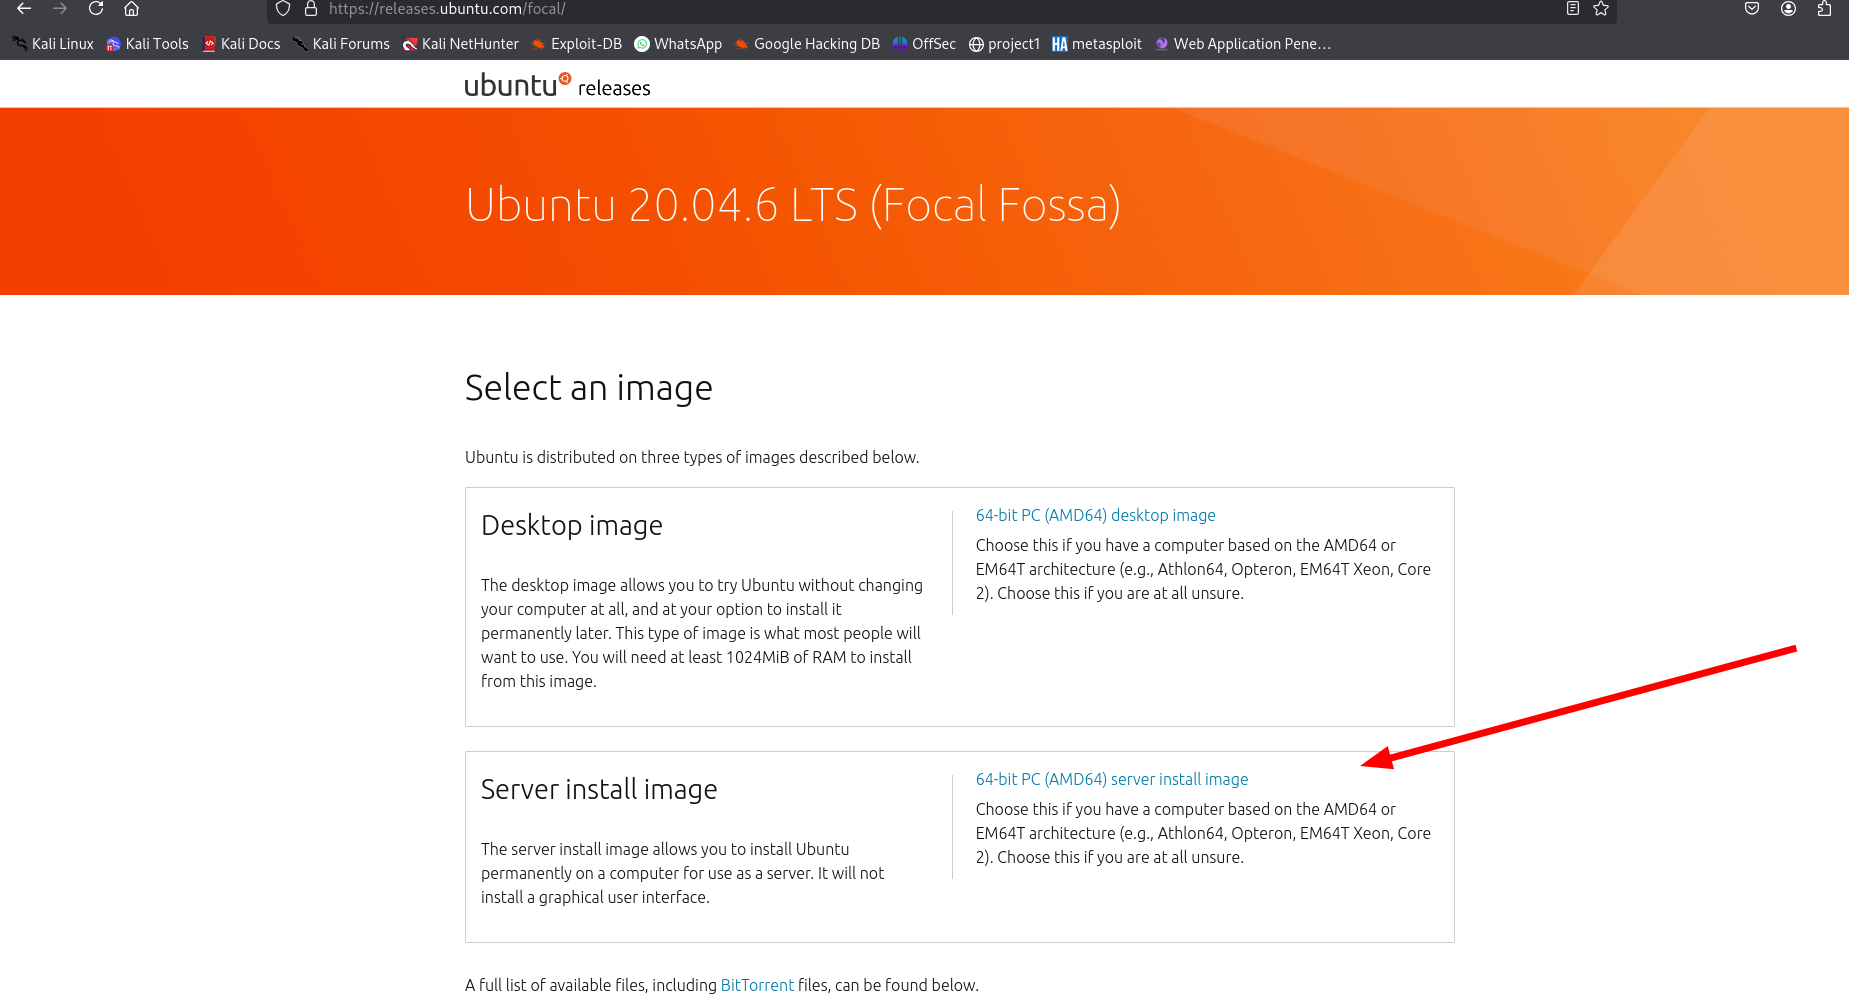 https://releases.ubuntu.com/focal/
Kali Linux Kali Tools Kali Docs Kali Forums Kali NetHunter Exploit-DB WhatsApp Google Hacking DB OffSec project1 metasploit Web Application Pene…
ubuntu releases
Ubuntu 20.04.6 LTS (Focal Fossa)
Select an image
Ubuntu is distributed on three types of images described below.
Desktop image
The desktop image allows you to try Ubuntu without changing
your computer at all, and at your option to install it
permanently later. This type of image is what most people will
want to use. You will need at least 1024MiB of RAM to install
from this image.
64-bit PC (AMD64) desktop image
Choose this if you have a computer based on the AMD64 or
EM64T architecture (e.g., Athlon64, Opteron, EM64T Xeon, Core
2). Choose this if you are at all unsure.
Server install image
The server install image allows you to install Ubuntu
permanently on a computer for use as a server. It will not
install a graphical user interface.
64-bit PC (AMD64) server install image
Choose this if you have a computer based on the AMD64 or
EM64T architecture (e.g., Athlon64, Opteron, EM64T Xeon, Core
2). Choose this if you are at all unsure.
A full list of available files, including BitTorrent files, can be found below.